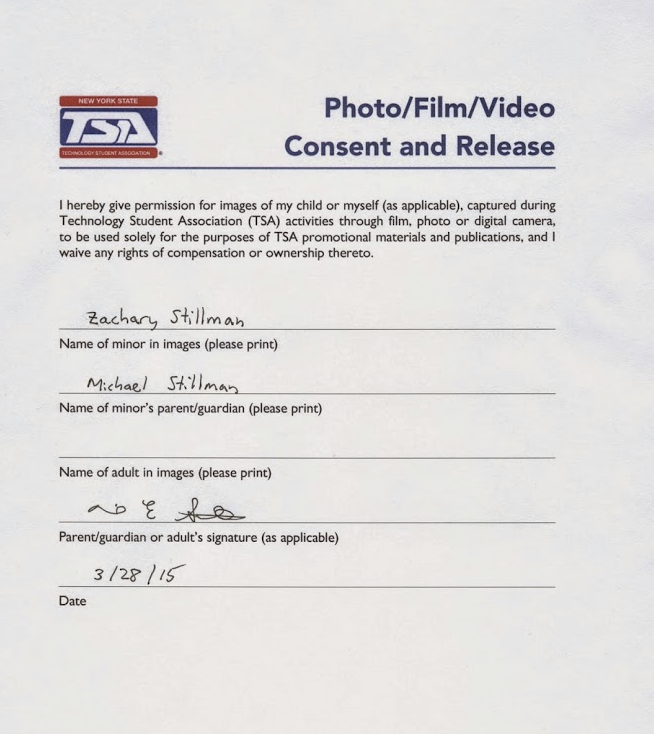 NEW YORK STATE
TSA
TECHNOLOGY STUDENT ASSOCIATION
Photo/Film/Video
Consent and Release
I hereby give permission for images of my child or myself (as applicable), captured during
Technology Student Association (TSA) activities through film, photo or digital camera,
to be used solely for the purposes of TSA promotional materials and publications, and I
waive any rights of compensation or ownership thereto.
Zachary Stillman
Name of minor in images (please print)
Michael Stillman
Name of minor's parent/guardian (please print)
Name of adult in images (please print)
Parent/guardian or adult's signature (as applicable)
3/28/15
Date